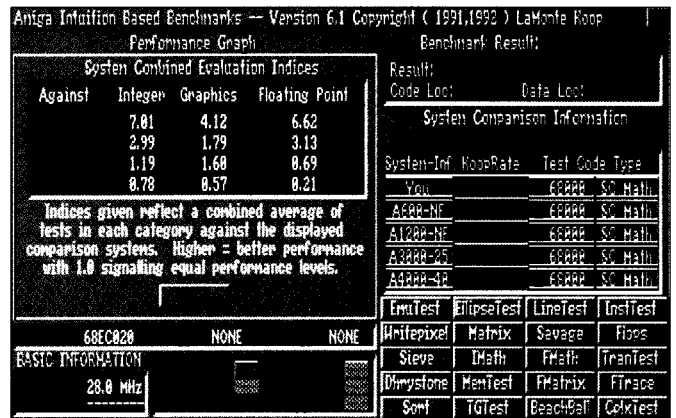 Amiga Intuition Based Benchmarks -- Version 6.1 Copyright ( 1991,1992 ) LaMonte Koop
Performance Graph
Benchmark Result:
System Combined Evaluation Indices
Result:
Code Loc: Data Loc:
Against Integer Graphics Floating Point
7.01 4.12 6.62
2.99 1.79 3.13
1.19 1.60 0.69
0.78 0.57 0.21
System Comparison Information
System-Inf KoopRate Test Code Type
You 68000 SC Math
A600-NF 68000 SC Math
A1200-NF 68000 SC Math
A3000-25 68000 SC Math
A4000-40 68000 SC Math
Indices given reflect a combined average of
tests in each category against the displayed
comparison systems. Higher = better performance
with 1.0 signalling equal performance levels.
68EC020 NONE NONE
BASIC INFORMATION
28.0 MHz
EmuTest EllipseTest LineTest InstTest
Writepixel Matrix Savage Flops
Sieve IMath FMath TranTest
Dhrystone MemTest FMatrix FTrace
Sort TGTest BeachBall CplxTest